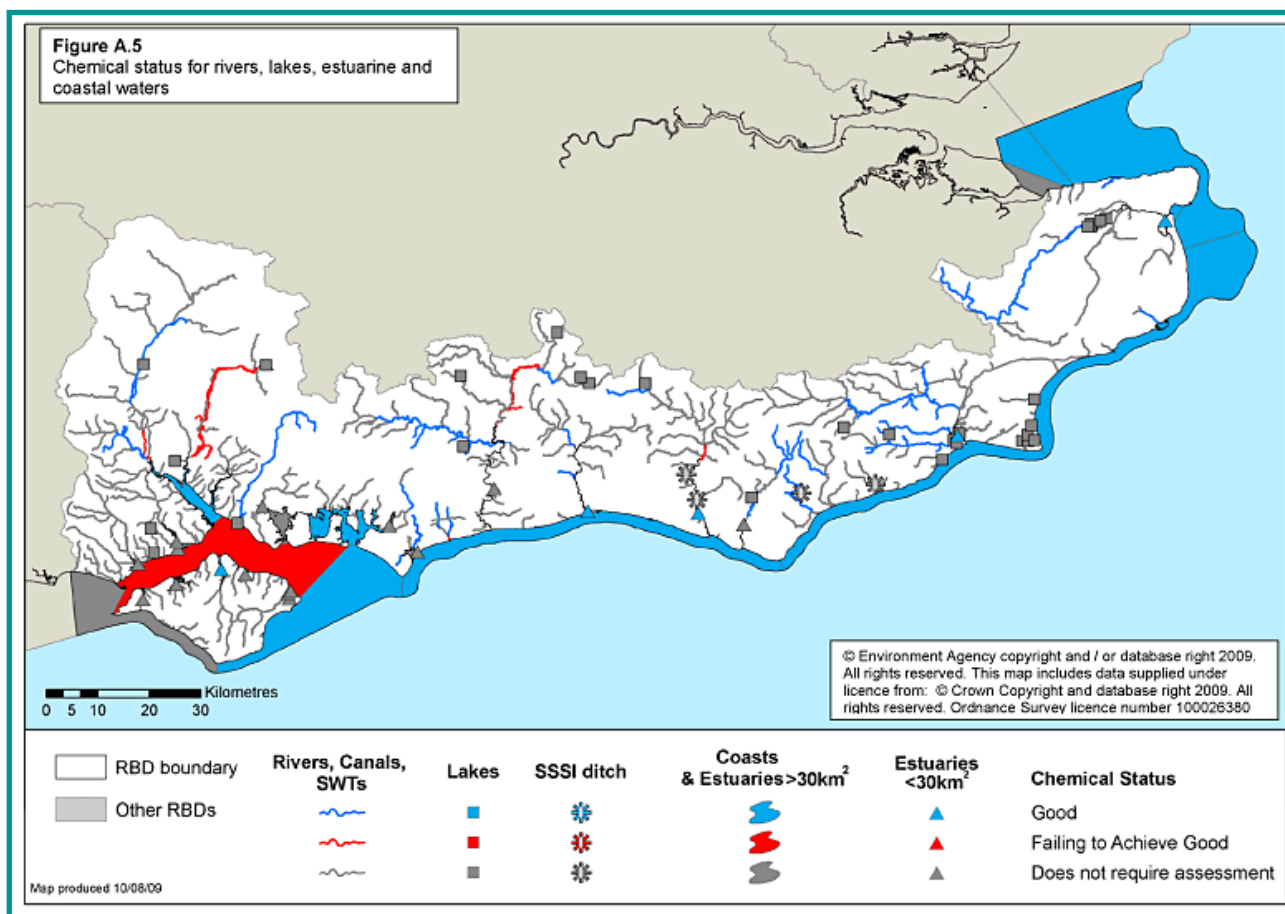 Figure A.5
Chemical status for rivers, lakes, estuarine and
coastal waters
© Environment Agency copyright and / or database right 2009.
All rights reserved. This map includes data supplied under
licence from: © Crown Copyright and database right 2009. All
rights reserved. Ordnance Survey licence number 100026380
Kilometres
0 5 10 20 30
RBD boundary
Other RBDs
Rivers, Canals,
SWTs
Lakes
SSSI ditch
Coasts
& Estuaries>30km²
Estuaries
<30km²
Chemical Status
Good
Failing to Achieve Good
Does not require assessment
Map produced 10/08/09